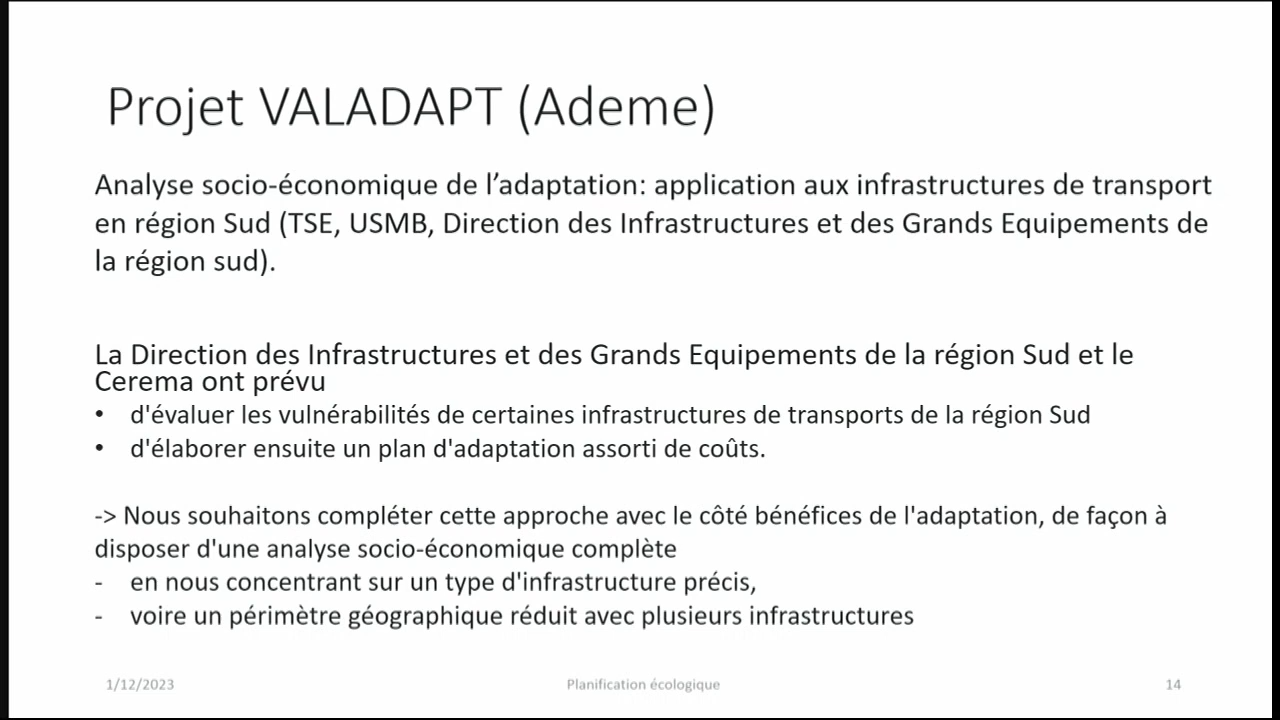 Projet VALADAPT (Ademe)
Analyse socio-économique de l’adaptation: application aux infrastructures de transport
en région Sud (TSE, USMB, Direction des Infrastructures et des Grands Equipements de
la région sud).
La Direction des Infrastructures et des Grands Equipements de la région Sud et le
Cerema ont prévu
• d'évaluer les vulnérabilités de certaines infrastructures de transports de la région Sud
• d'élaborer ensuite un plan d'adaptation assorti de coûts.
-> Nous souhaitons compléter cette approche avec le côté bénéfices de l'adaptation, de façon à
disposer d'une analyse socio-économique complète
- en nous concentrant sur un type d'infrastructure précis,
- voire un périmètre géographique réduit avec plusieurs infrastructures
1/12/2023 Planification écologique 14